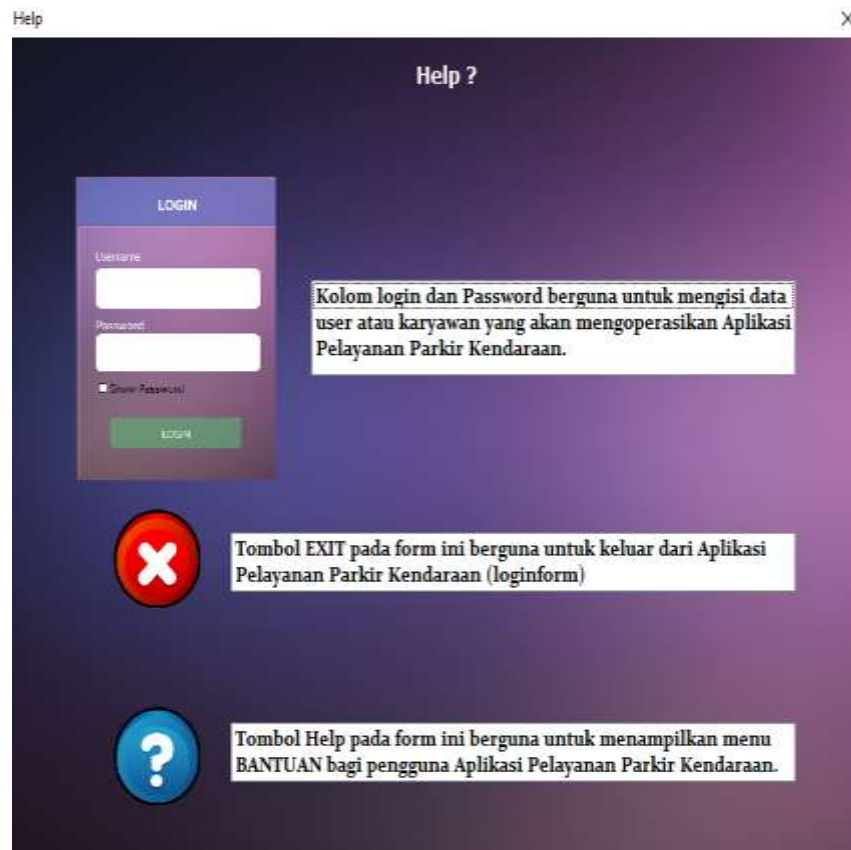 Help
Help ?
LOGIN
Username
Password
Show Password
LOGIN
Kolom login dan Password berguna untuk mengisi data
user atau karyawan yang akan mengoperasikan Aplikasi
Pelayanan Parkir Kendaraan.
Tombol EXIT pada form ini berguna untuk keluar dari Aplikasi
Pelayanan Parkir Kendaraan (loginform)
Tombol Help pada form ini berguna untuk menampilkan menu
BANTUAN bagi pengguna Aplikasi Pelayanan Parkir Kendaraan.